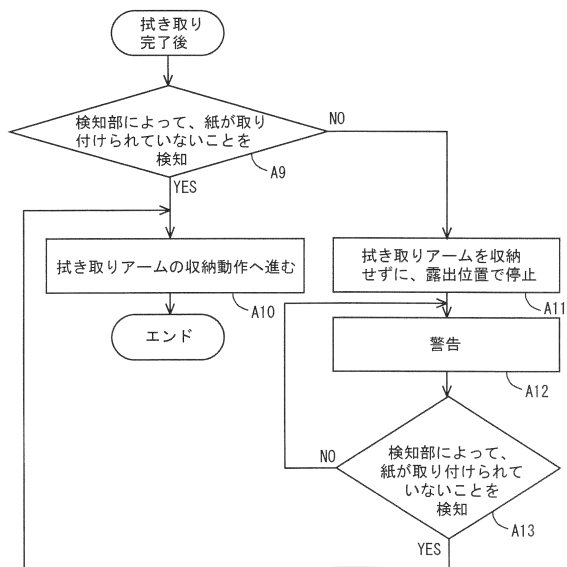 拭き取り
完了後
検知部によって、紙が取り
付けられていないことを
検知
NO
A9
YES
拭き取りアームの収納動作へ進む
A10
エンド
拭き取りアームを収納
せずに、露出位置で停止
A11
警告
A12
NO
検知部によって、
紙が取り付けられて
いないことを
検知
A13
YES